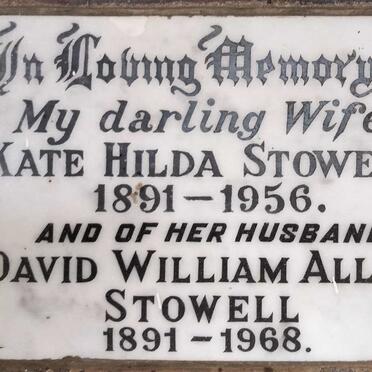 In Loving Memory
My darling Wife
KATE HILDA STOWE
1891 – 1956.
AND OF HER HUSBAN
DAVID WILLIAM ALL
STOWELL
1891 – 1968.